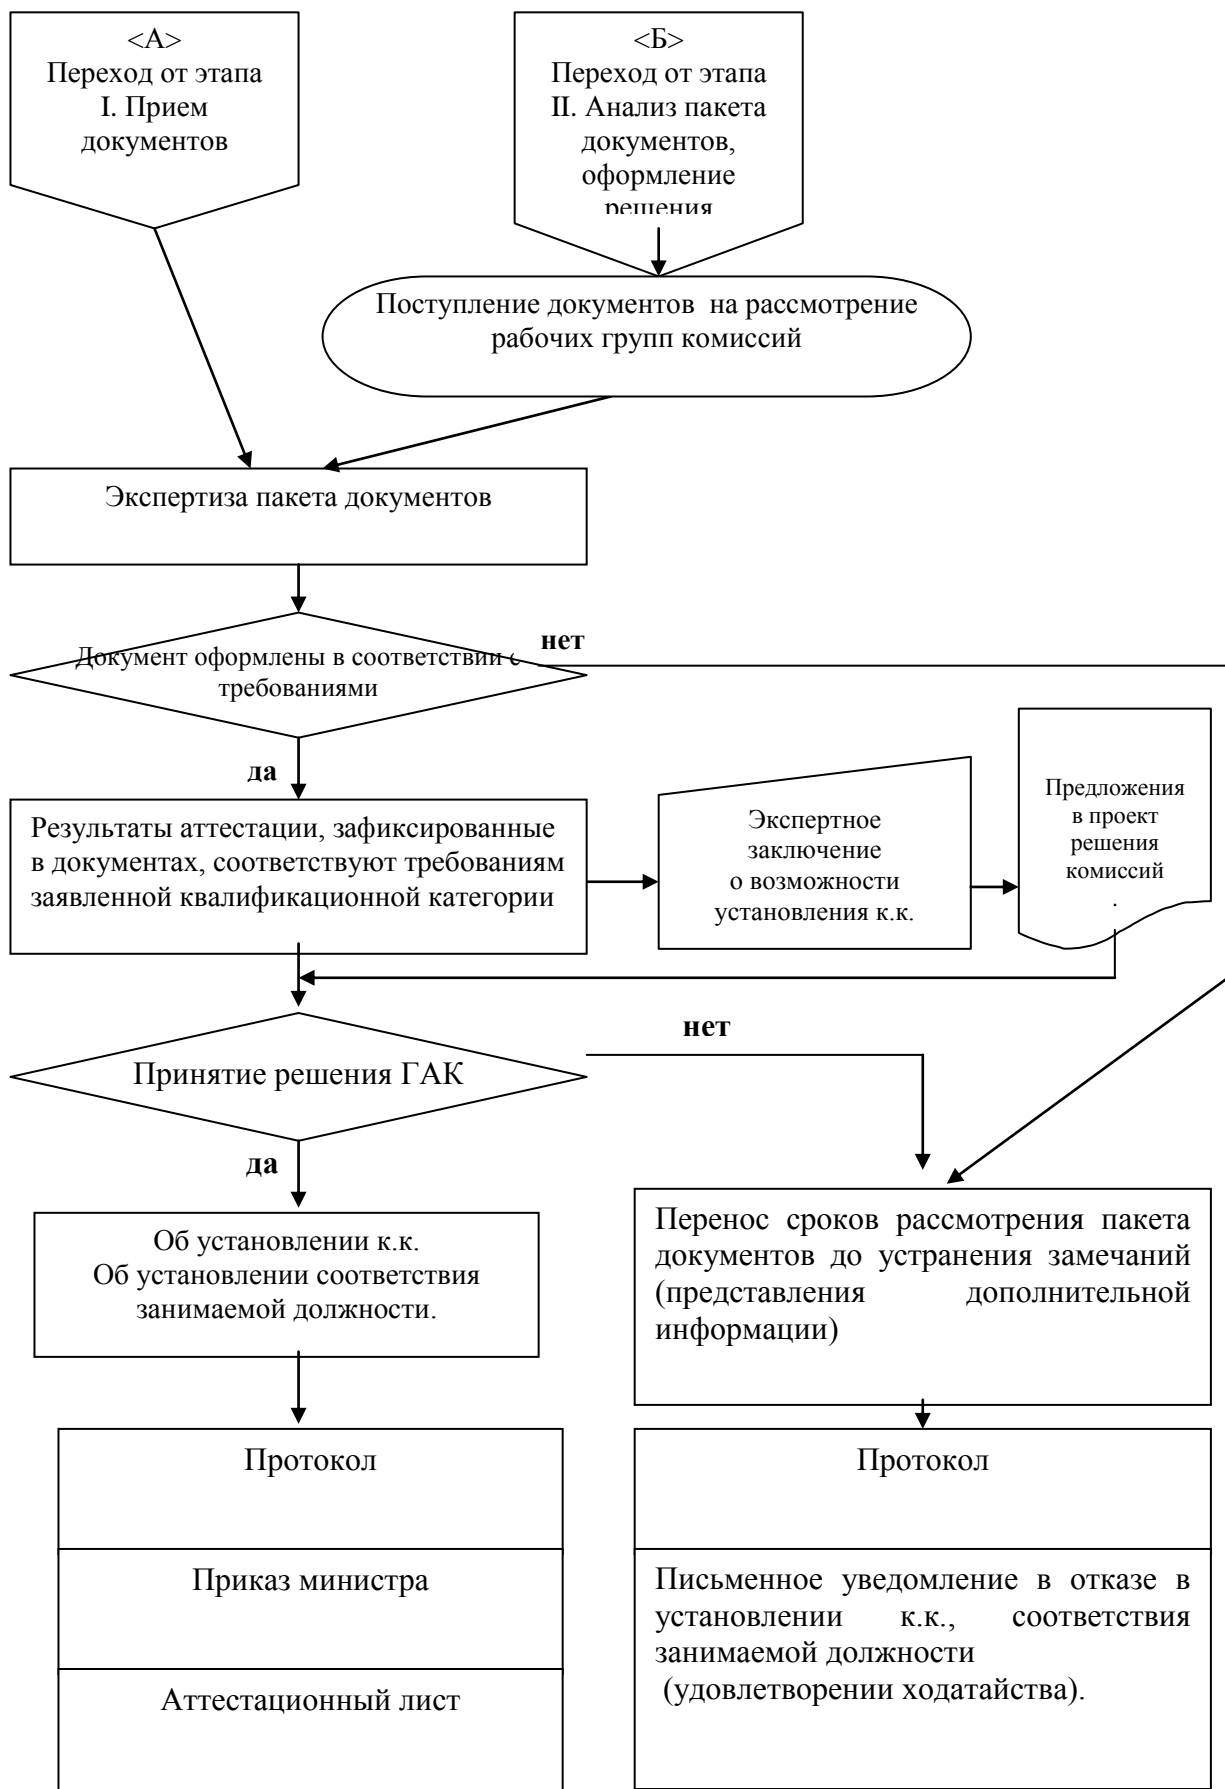 <А>
Переход от этапа
I. Прием
документов
<Б>
Переход от этапа
II. Анализ пакета
документов,
оформление
решения
Поступление документов  на рассмотрение
рабочих групп комиссий
Экспертиза пакета документов
нет
Документ оформлены в соответствии с
требованиями
да
Результаты аттестации, зафиксированные
в документах, соответствуют требованиям
заявленной квалификационной категории
Экспертное
заключение
о возможности
установления к.к.
Предложения
в проект
решения
комиссий
.
нет
Принятие решения ГАК
да
Об установлении к.к.
Об установлении соответствия
занимаемой должности.
Перенос сроков рассмотрения пакета
документов до устранения замечаний
(представления дополнительной
информации)
Протокол
Приказ министра
Аттестационный лист
Протокол
Письменное уведомление в отказе в
установлении к.к., соответствия
занимаемой должности
(удовлетворении ходатайства).